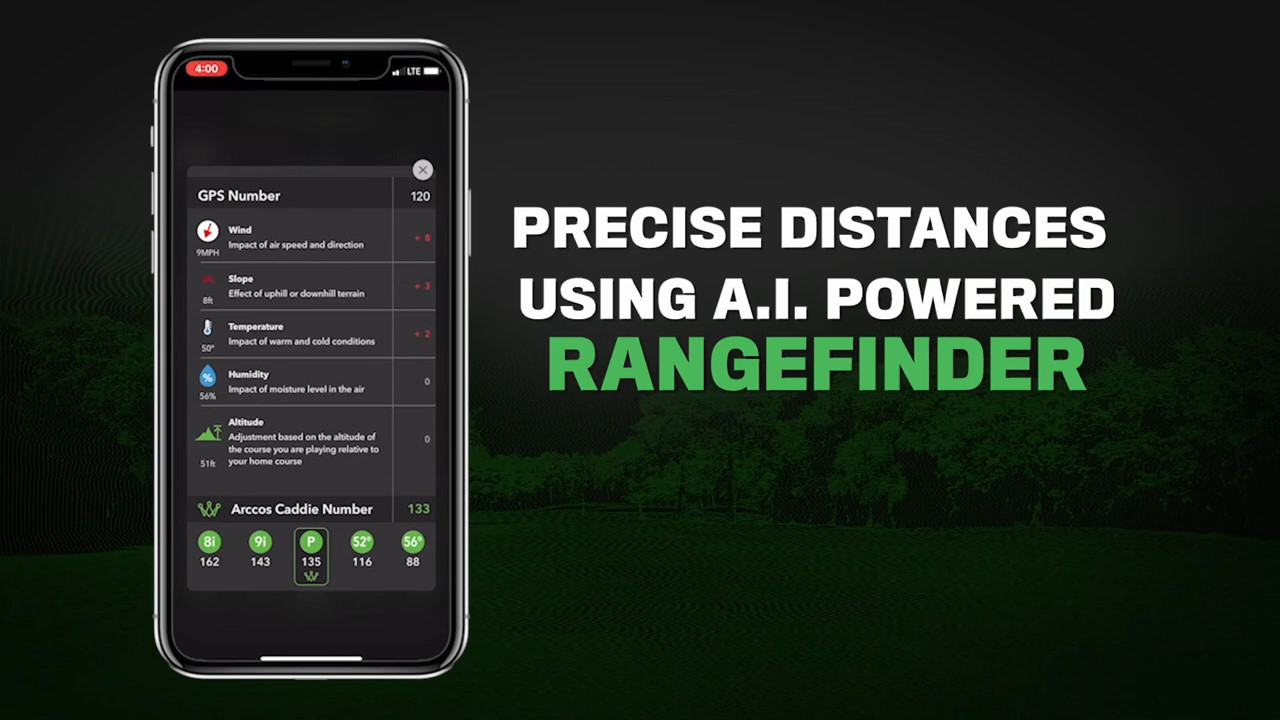 4:00
LTE
GPS Number 120
Wind
Impact of air speed and direction
+ 8
9MPH
Slope
Effect of uphill or downhill terrain
+ 3
8ft
Temperature
Impact of warm and cold conditions
+ 2
50°
Humidity
Impact of moisture level in the air
0
%
56%
Altitude
Adjustment based on the altitude of
the course you are playing relative to
your home course
0
51ft
Arccos Caddie Number 133
8i 9i P 52° 56°
162 143 135 116 88
PRECISE DISTANCES
USING A.I. POWERED
RANGEFINDER